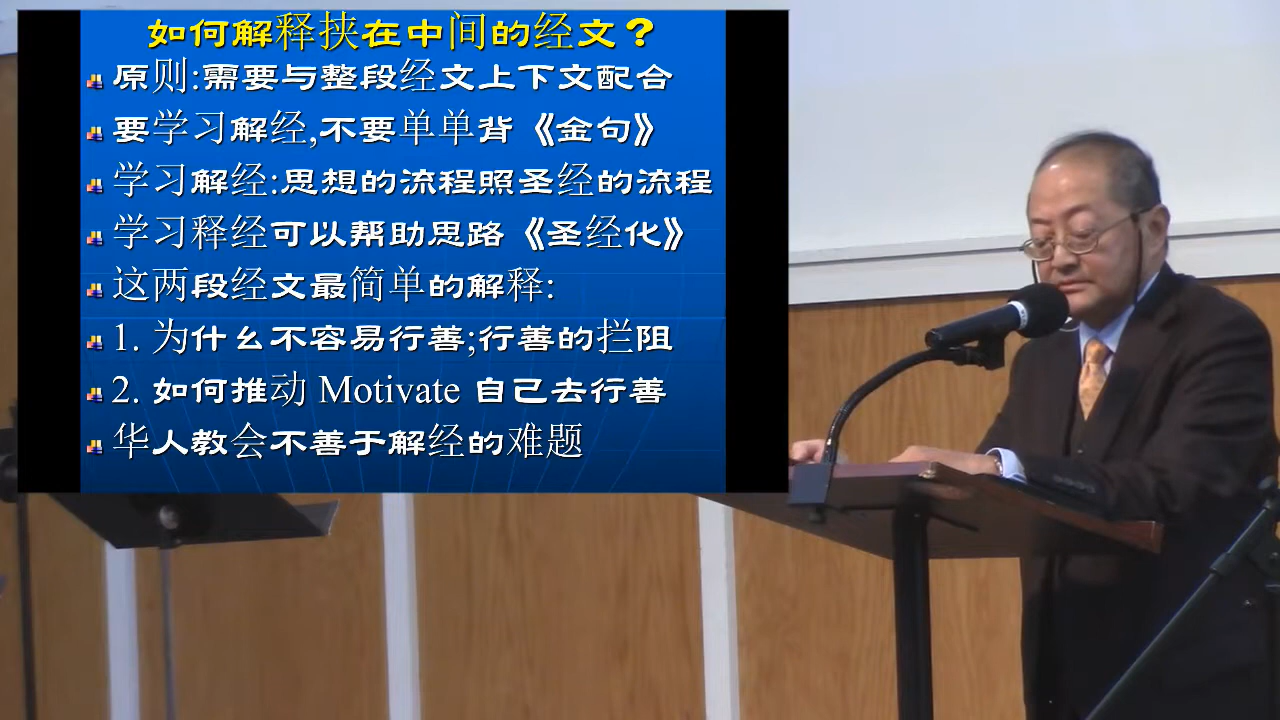 如何解释挟在中间的经文？
原则:需要与整段经文上下文配合
要学习解经,不要单单背《金句》
学习解经:思想的流程照圣经的流程
学习释经可以帮助思路《圣经化》
这两段经文最简单的解释:
1. 为什么不容易行善;行善的拦阻
2. 如何推动 Motivate 自己去行善
华人教会不善于解经的难题